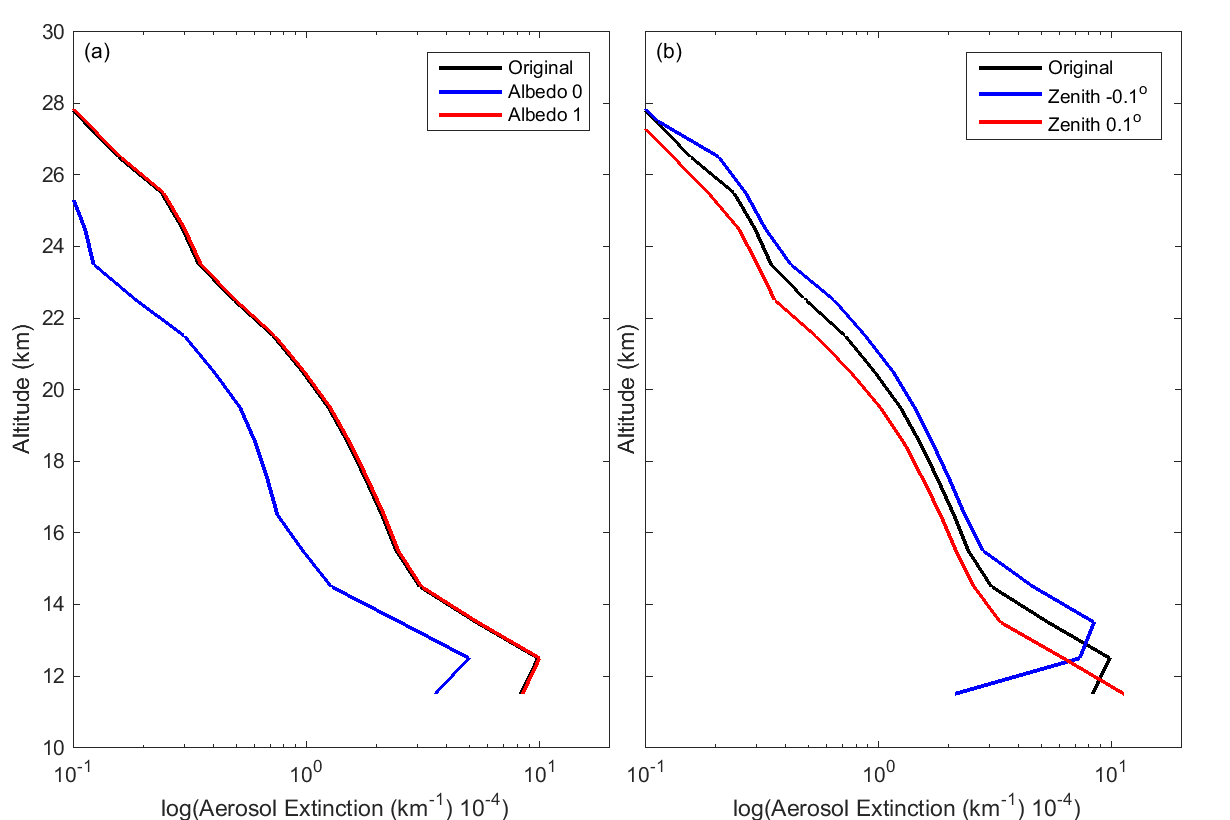 (a)
Original
Albedo 0
Albedo 1
30
28
26
24
22
20
18
16
14
12
10
Altitude (km)
10^-1
10^0
10^1
log(Aerosol Extinction (km^-1) 10^-4)
(b)
Original
Zenith -0.1^o
Zenith 0.1^o
Altitude (km)
10^-1
10^0
10^1
log(Aerosol Extinction (km^-1) 10^-4)